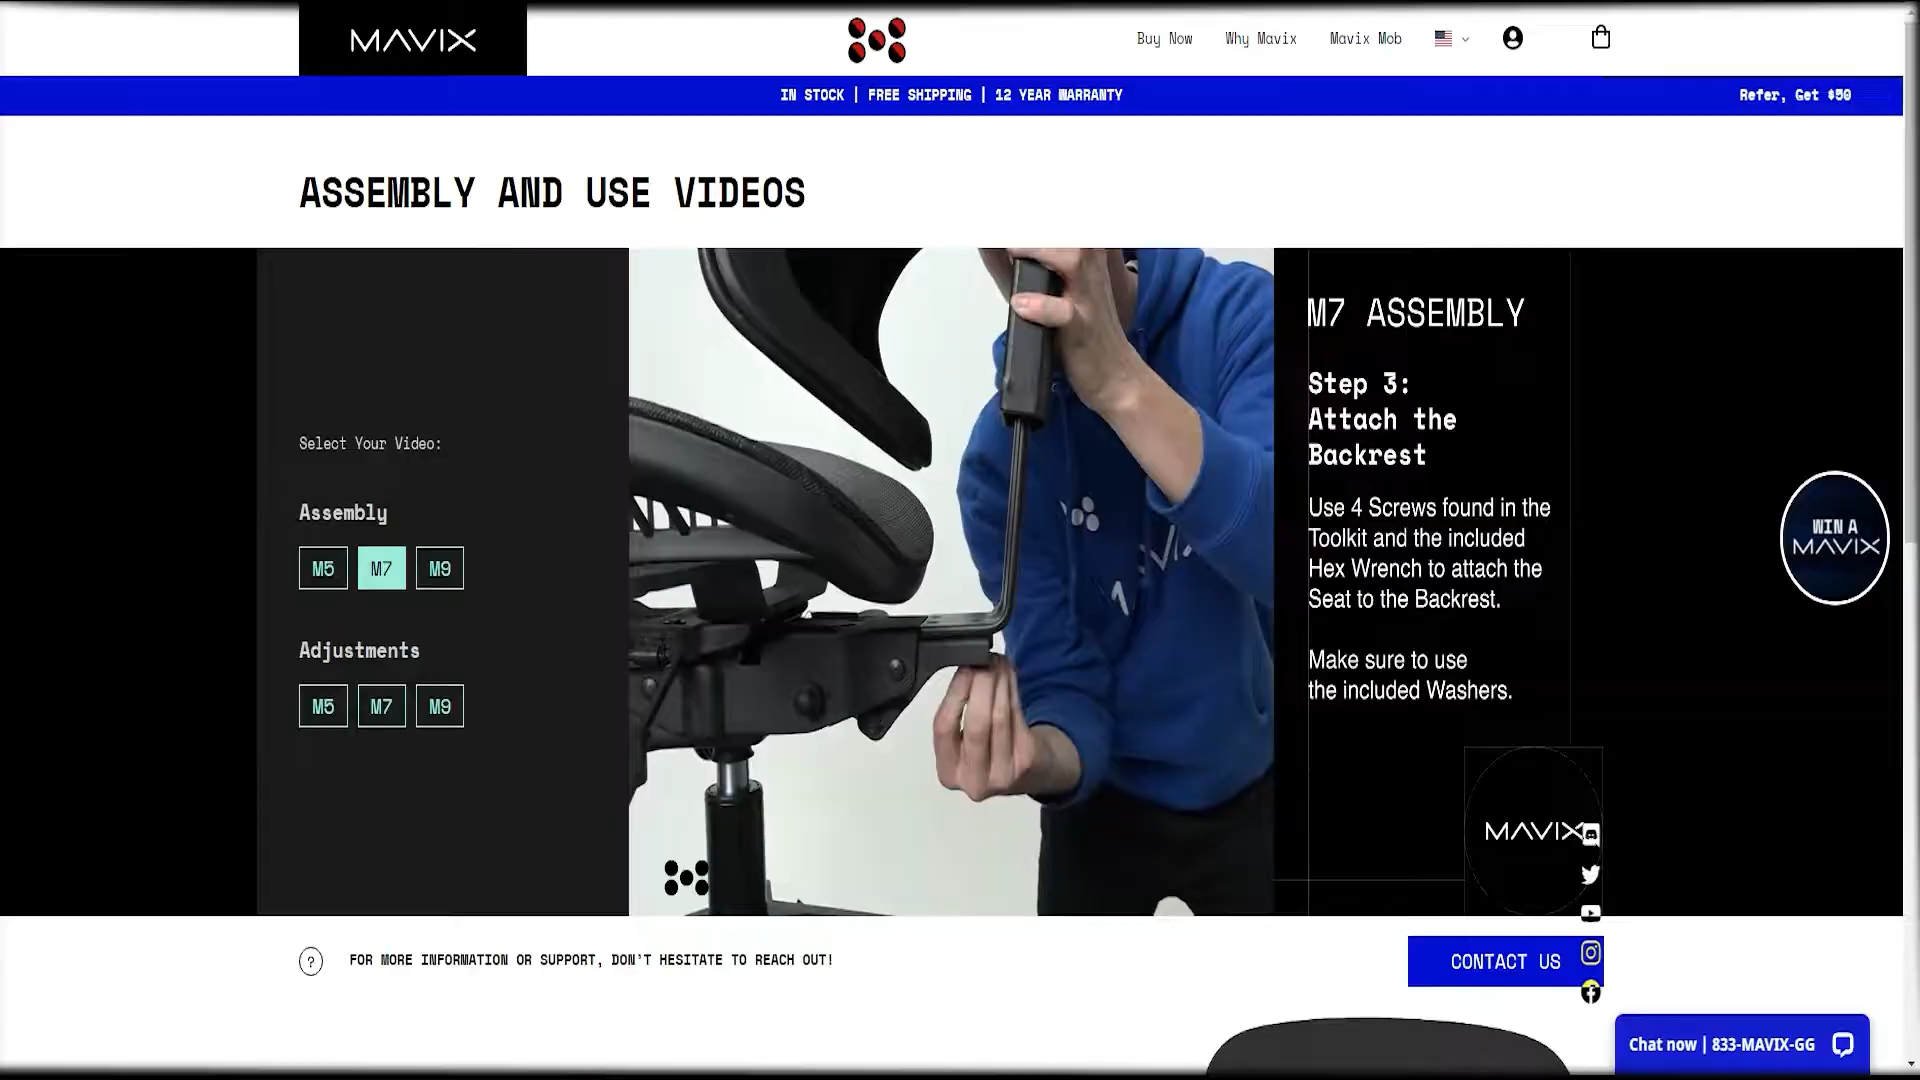 MAVIX
Buy Now
Why Mavix
Mavix Mob
IN STOCK | FREE SHIPPING | 12 YEAR WARRANTY
Refer, Get $50
ASSEMBLY AND USE VIDEOS
Select Your Video:
Assembly
M5
M7
M9
Adjustments
M5
M7
M9
M7 ASSEMBLY
Step 3:
Attach the
Backrest
Use 4 Screws found in the
Toolkit and the included
Hex Wrench to attach the
Seat to the Backrest.
Make sure to use
the included Washers.
WIN A
MAVIX
MAVIX
?
FOR MORE INFORMATION OR SUPPORT, DON'T HESITATE TO REACH OUT!
CONTACT US
Chat now | 833-MAVIX-GG